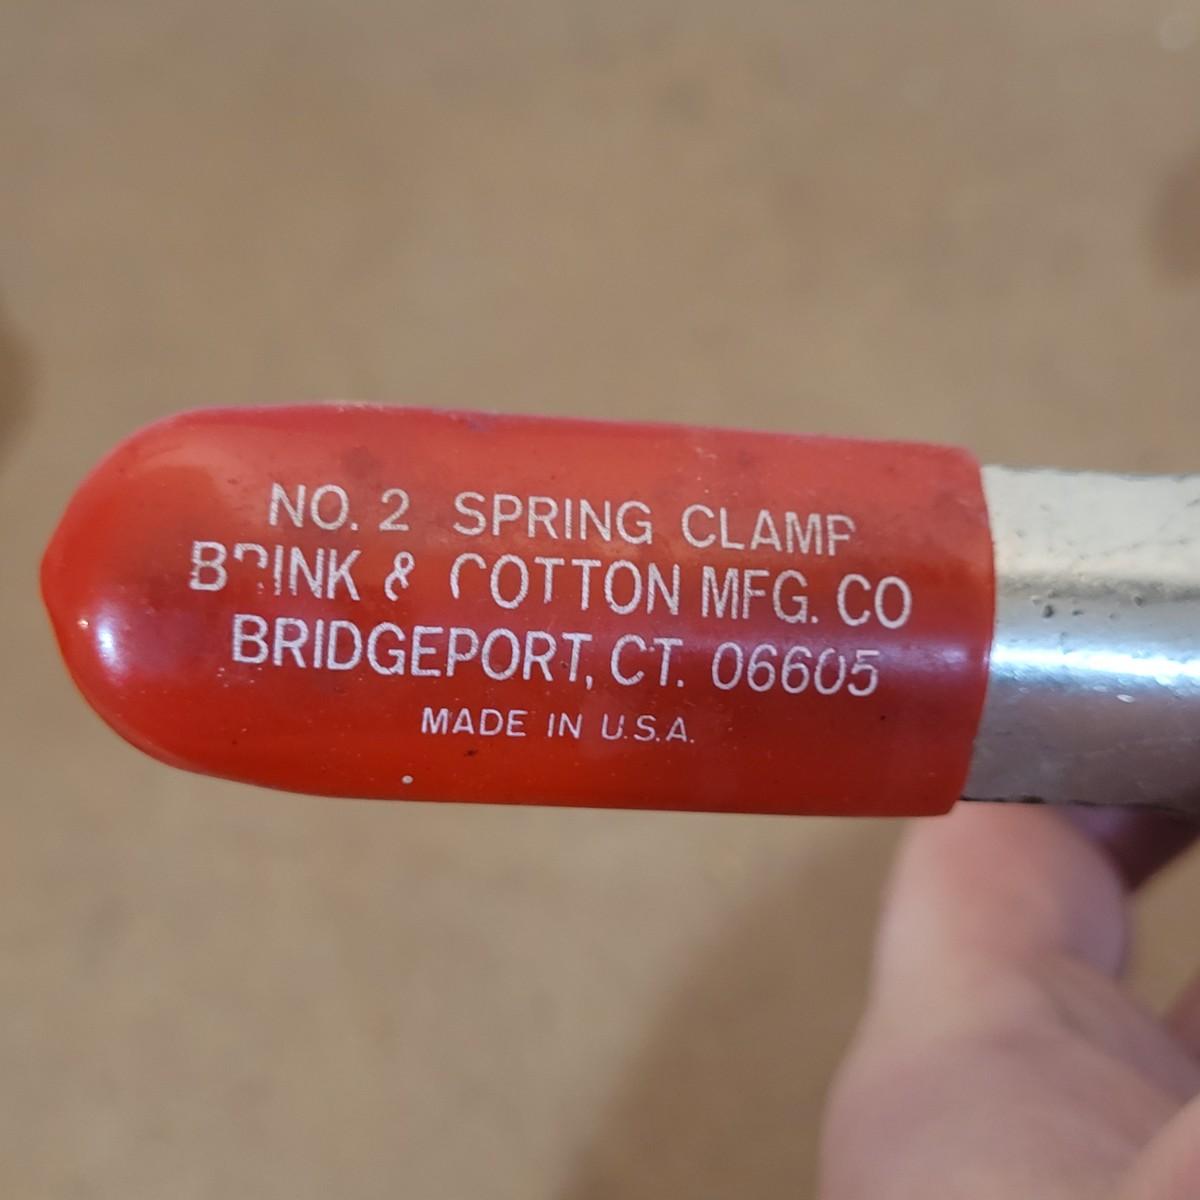 NO. 2 SPRING CLAMP
BRINK & COTTON MFG. CO
BRIDGEPORT, CT. 06605
MADE IN U.S.A.